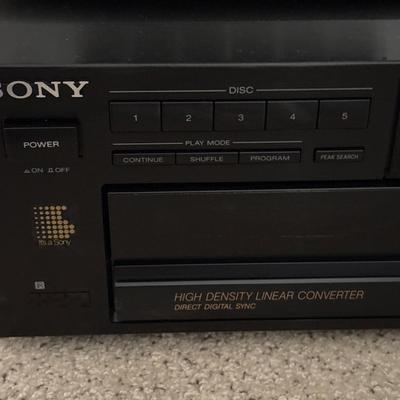 SONY
DISC
1 2 3 4 5
POWER
PLAY MODE
CONTINUE SHUFFLE PROGRAM PEAK SEARCH
ON OFF
It's a Sony
HIGH DENSITY LINEAR CONVERTER
DIRECT DIGITAL SYNC